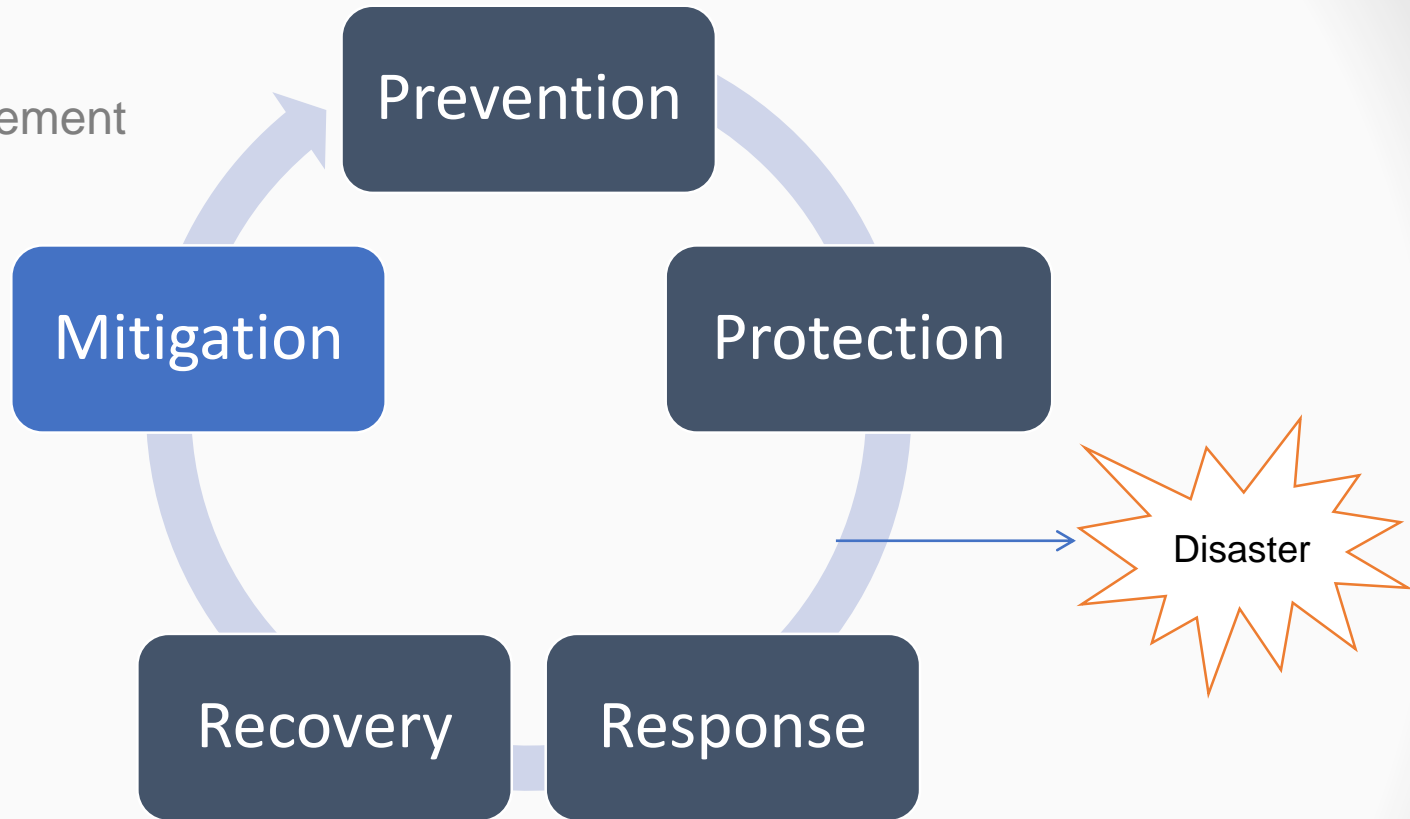 Prevention
ement
Mitigation
Protection
Disaster
Recovery
Response